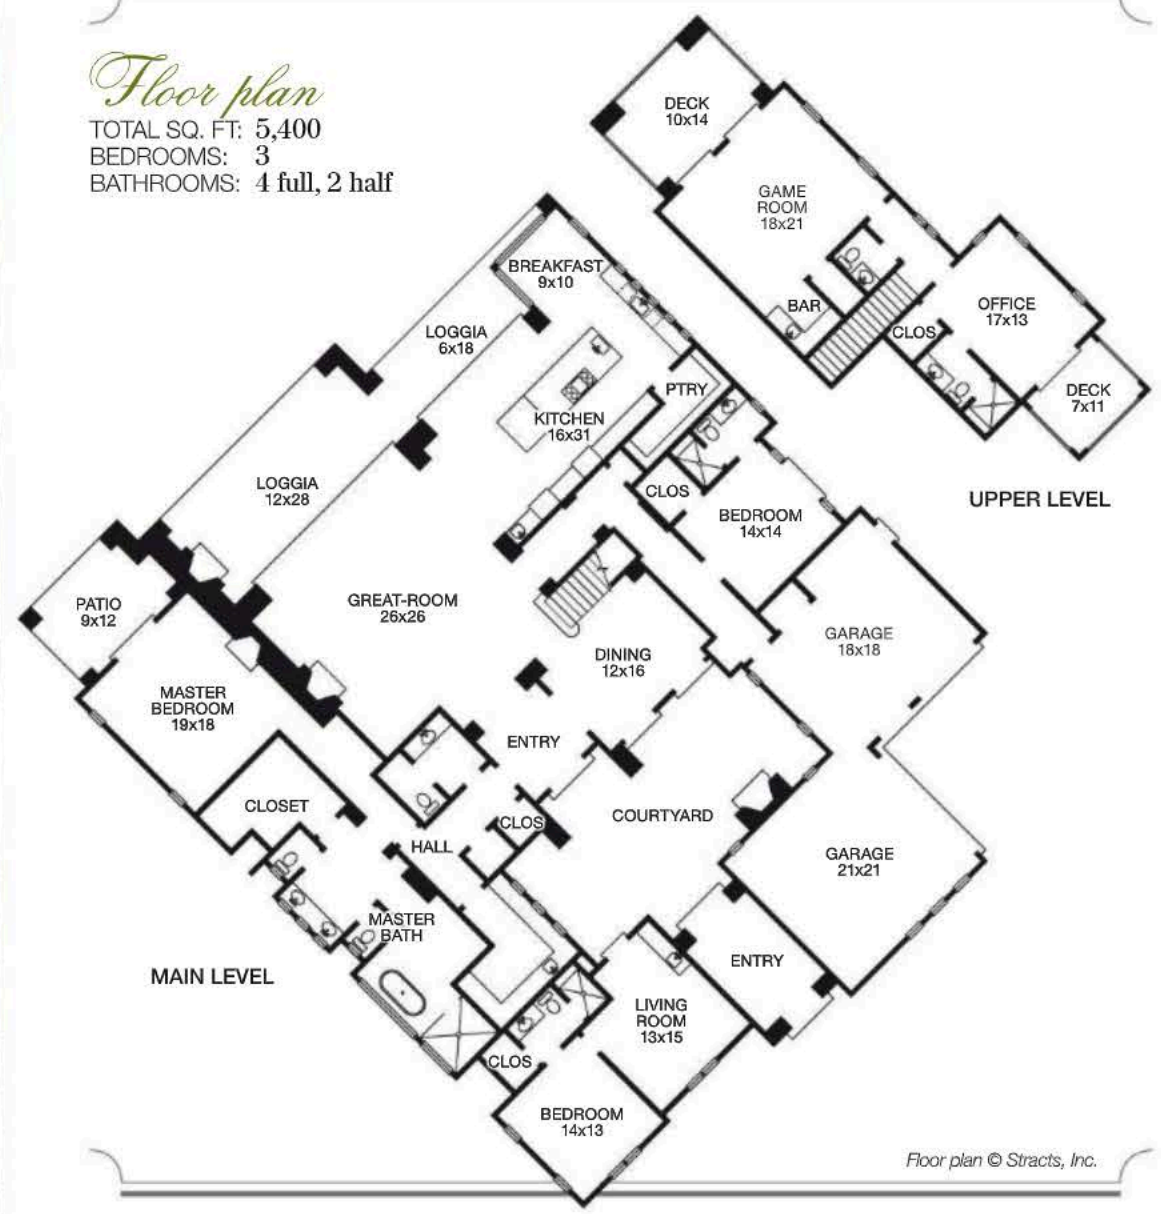 Floor plan
TOTAL SQ. FT: 5,400
BEDROOMS: 3
BATHROOMS: 4 full, 2 half
DECK
10x14
GAME
ROOM
18x21
BAR
OFFICE
17x13
CLOS
DECK
7x11
UPPER LEVEL
BREAKFAST
9x10
LOGGIA
6x18
PTRY
KITCHEN
16x31
LOGGIA
12x28
CLOS
BEDROOM
14x14
PATIO
9x12
GREAT-ROOM
26x26
GARAGE
18x18
DINING
12x16
MASTER
BEDROOM
19x18
ENTRY
CLOSET
COURTYARD
CLOS
HALL
GARAGE
21x21
MASTER
BATH
ENTRY
MAIN LEVEL
LIVING
ROOM
13x15
CLOS
BEDROOM
14x13
Floor plan © Stracts, Inc.